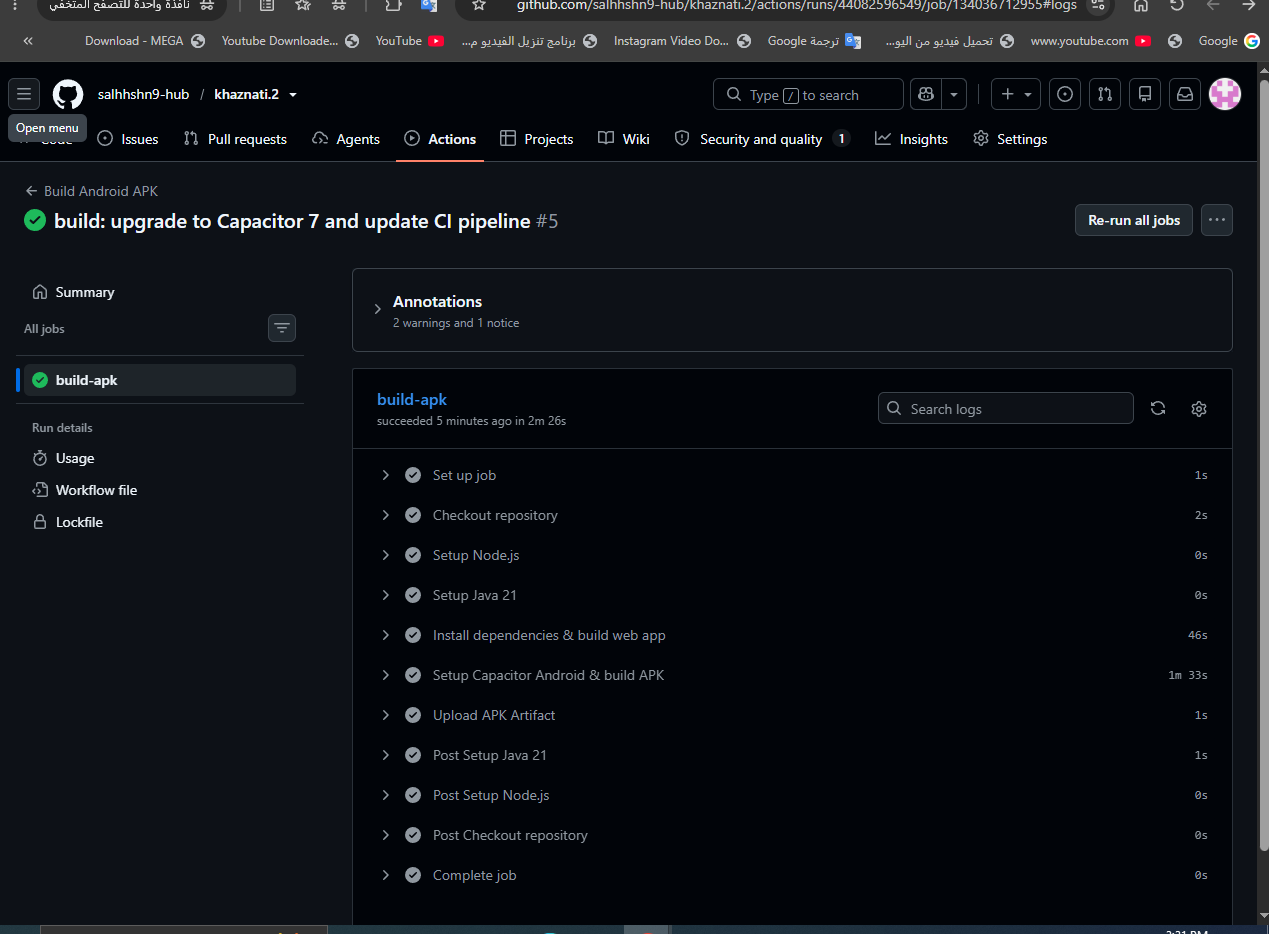 نافذة واحدة للتصفح المتخفي
github.com/salhhshn9-hub/khaznati.2/actions/runs/44082596549/job/134036712955#logs
«
Download - MEGA
Youtube Downloade...
YouTube
برنامج تنزيل الفيديو م...
Instagram Video Do...
ترجمة Google
تحميل فيديو من اليو...
www.youtube.com
Google
salhhshn9-hub / khaznati.2
Type / to search
Open menu
Code
Issues
Pull requests
Agents
Actions
Projects
Wiki
Security and quality 1
Insights
Settings
← Build Android APK
build: upgrade to Capacitor 7 and update CI pipeline #5
Re-run all jobs
...
Summary
All jobs
build-apk
Run details
Usage
Workflow file
Lockfile
Annotations
2 warnings and 1 notice
build-apk
succeeded 5 minutes ago in 2m 26s
Search logs
Set up job 1s
Checkout repository 2s
Setup Node.js 0s
Setup Java 21 0s
Install dependencies & build web app 46s
Setup Capacitor Android & build APK 1m 33s
Upload APK Artifact 1s
Post Setup Java 21 1s
Post Setup Node.js 0s
Post Checkout repository 0s
Complete job 0s